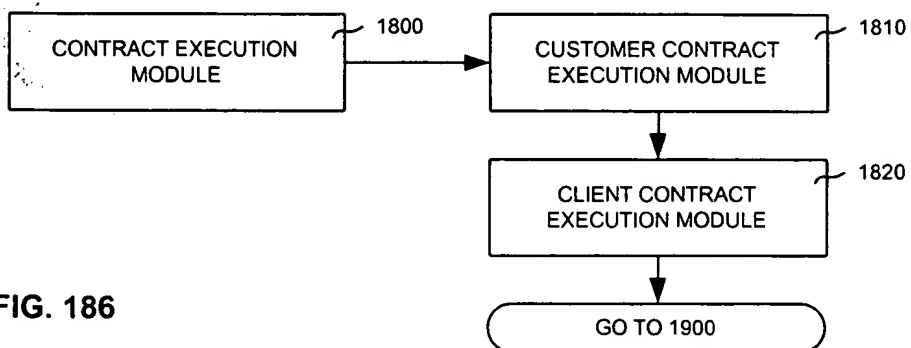 CONTRACT EXECUTION
MODULE
1800
CUSTOMER CONTRACT
EXECUTION MODULE
1810
CLIENT CONTRACT
EXECUTION MODULE
1820
FIG. 186
GO TO 1900